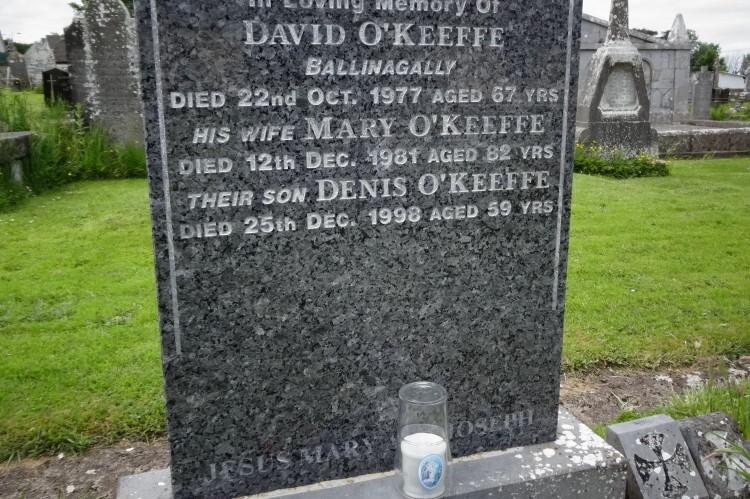 In Loving Memory Of
DAVID O'KEEFFE
BALLINAGALLY
DIED 22nd OCT. 1977 AGED 67 YRS
HIS WIFE MARY O'KEEFFE
DIED 12th DEC. 1981 AGED 82 YRS
THEIR SON DENIS O'KEEFFE
DIED 25th DEC. 1998 AGED 59 YRS
JESUS MARY JOSEPH